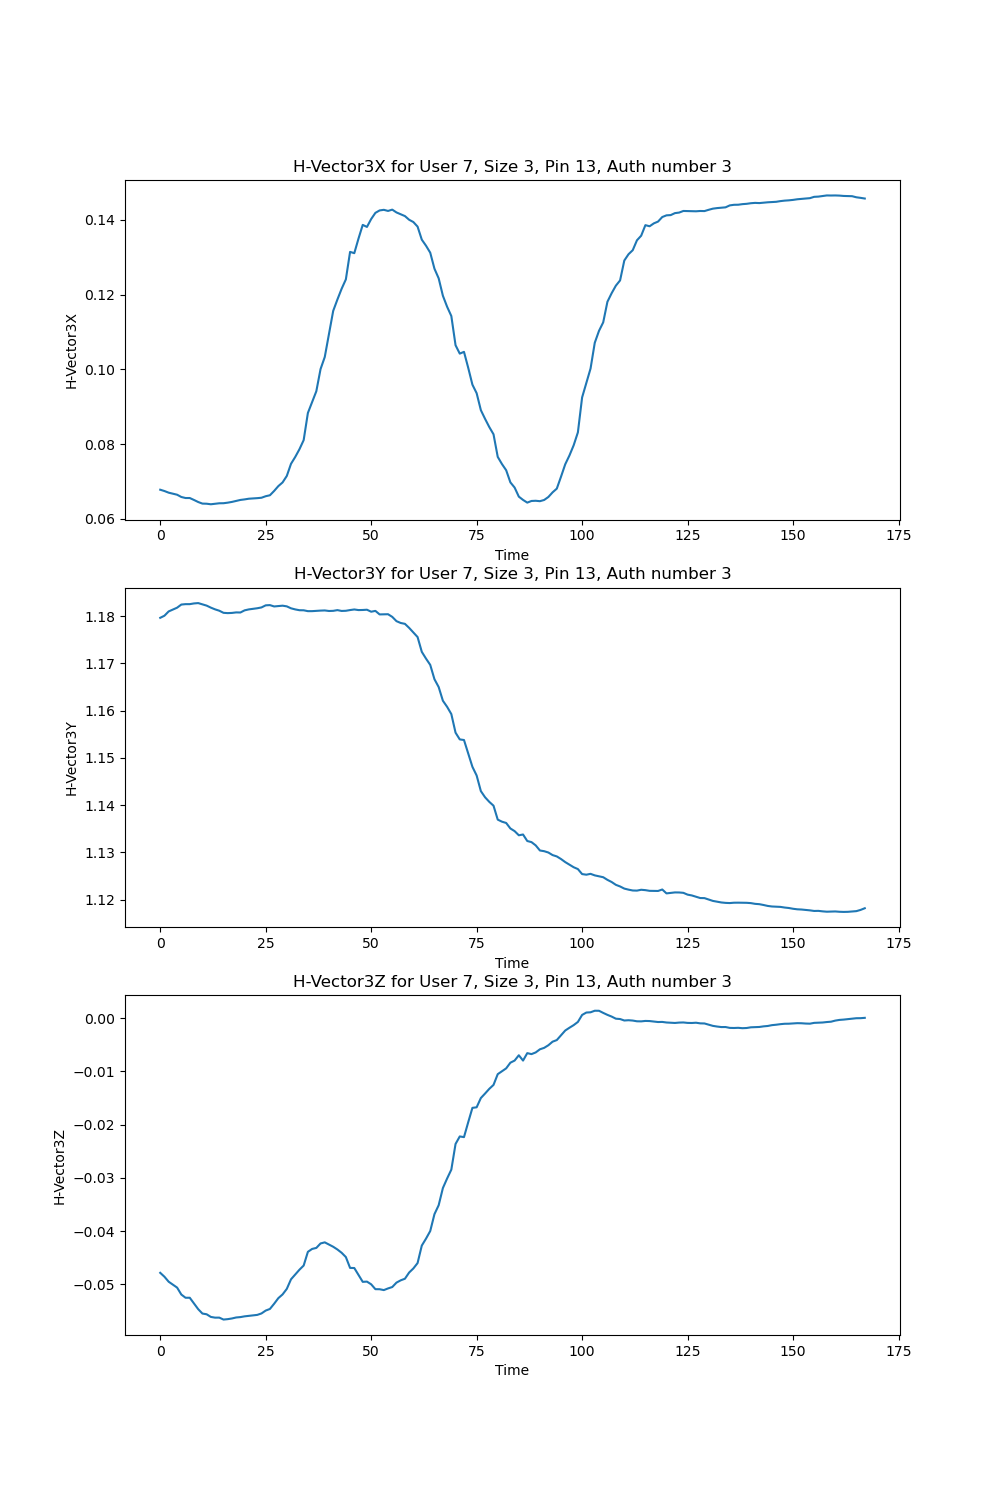 H-Vector3X for User 7, Size 3, Pin 13, Auth number 3
0.14
0.12
0.10
0.08
0.06
H-Vector3X
0 25 50 75 100 125 150 175
Time
H-Vector3Y for User 7, Size 3, Pin 13, Auth number 3
1.18
1.17
1.16
1.15
1.14
1.13
1.12
H-Vector3Y
0 25 50 75 100 125 150 175
Time
H-Vector3Z for User 7, Size 3, Pin 13, Auth number 3
0.00
−0.01
−0.02
−0.03
−0.04
−0.05
H-Vector3Z
0 25 50 75 100 125 150 175
Time